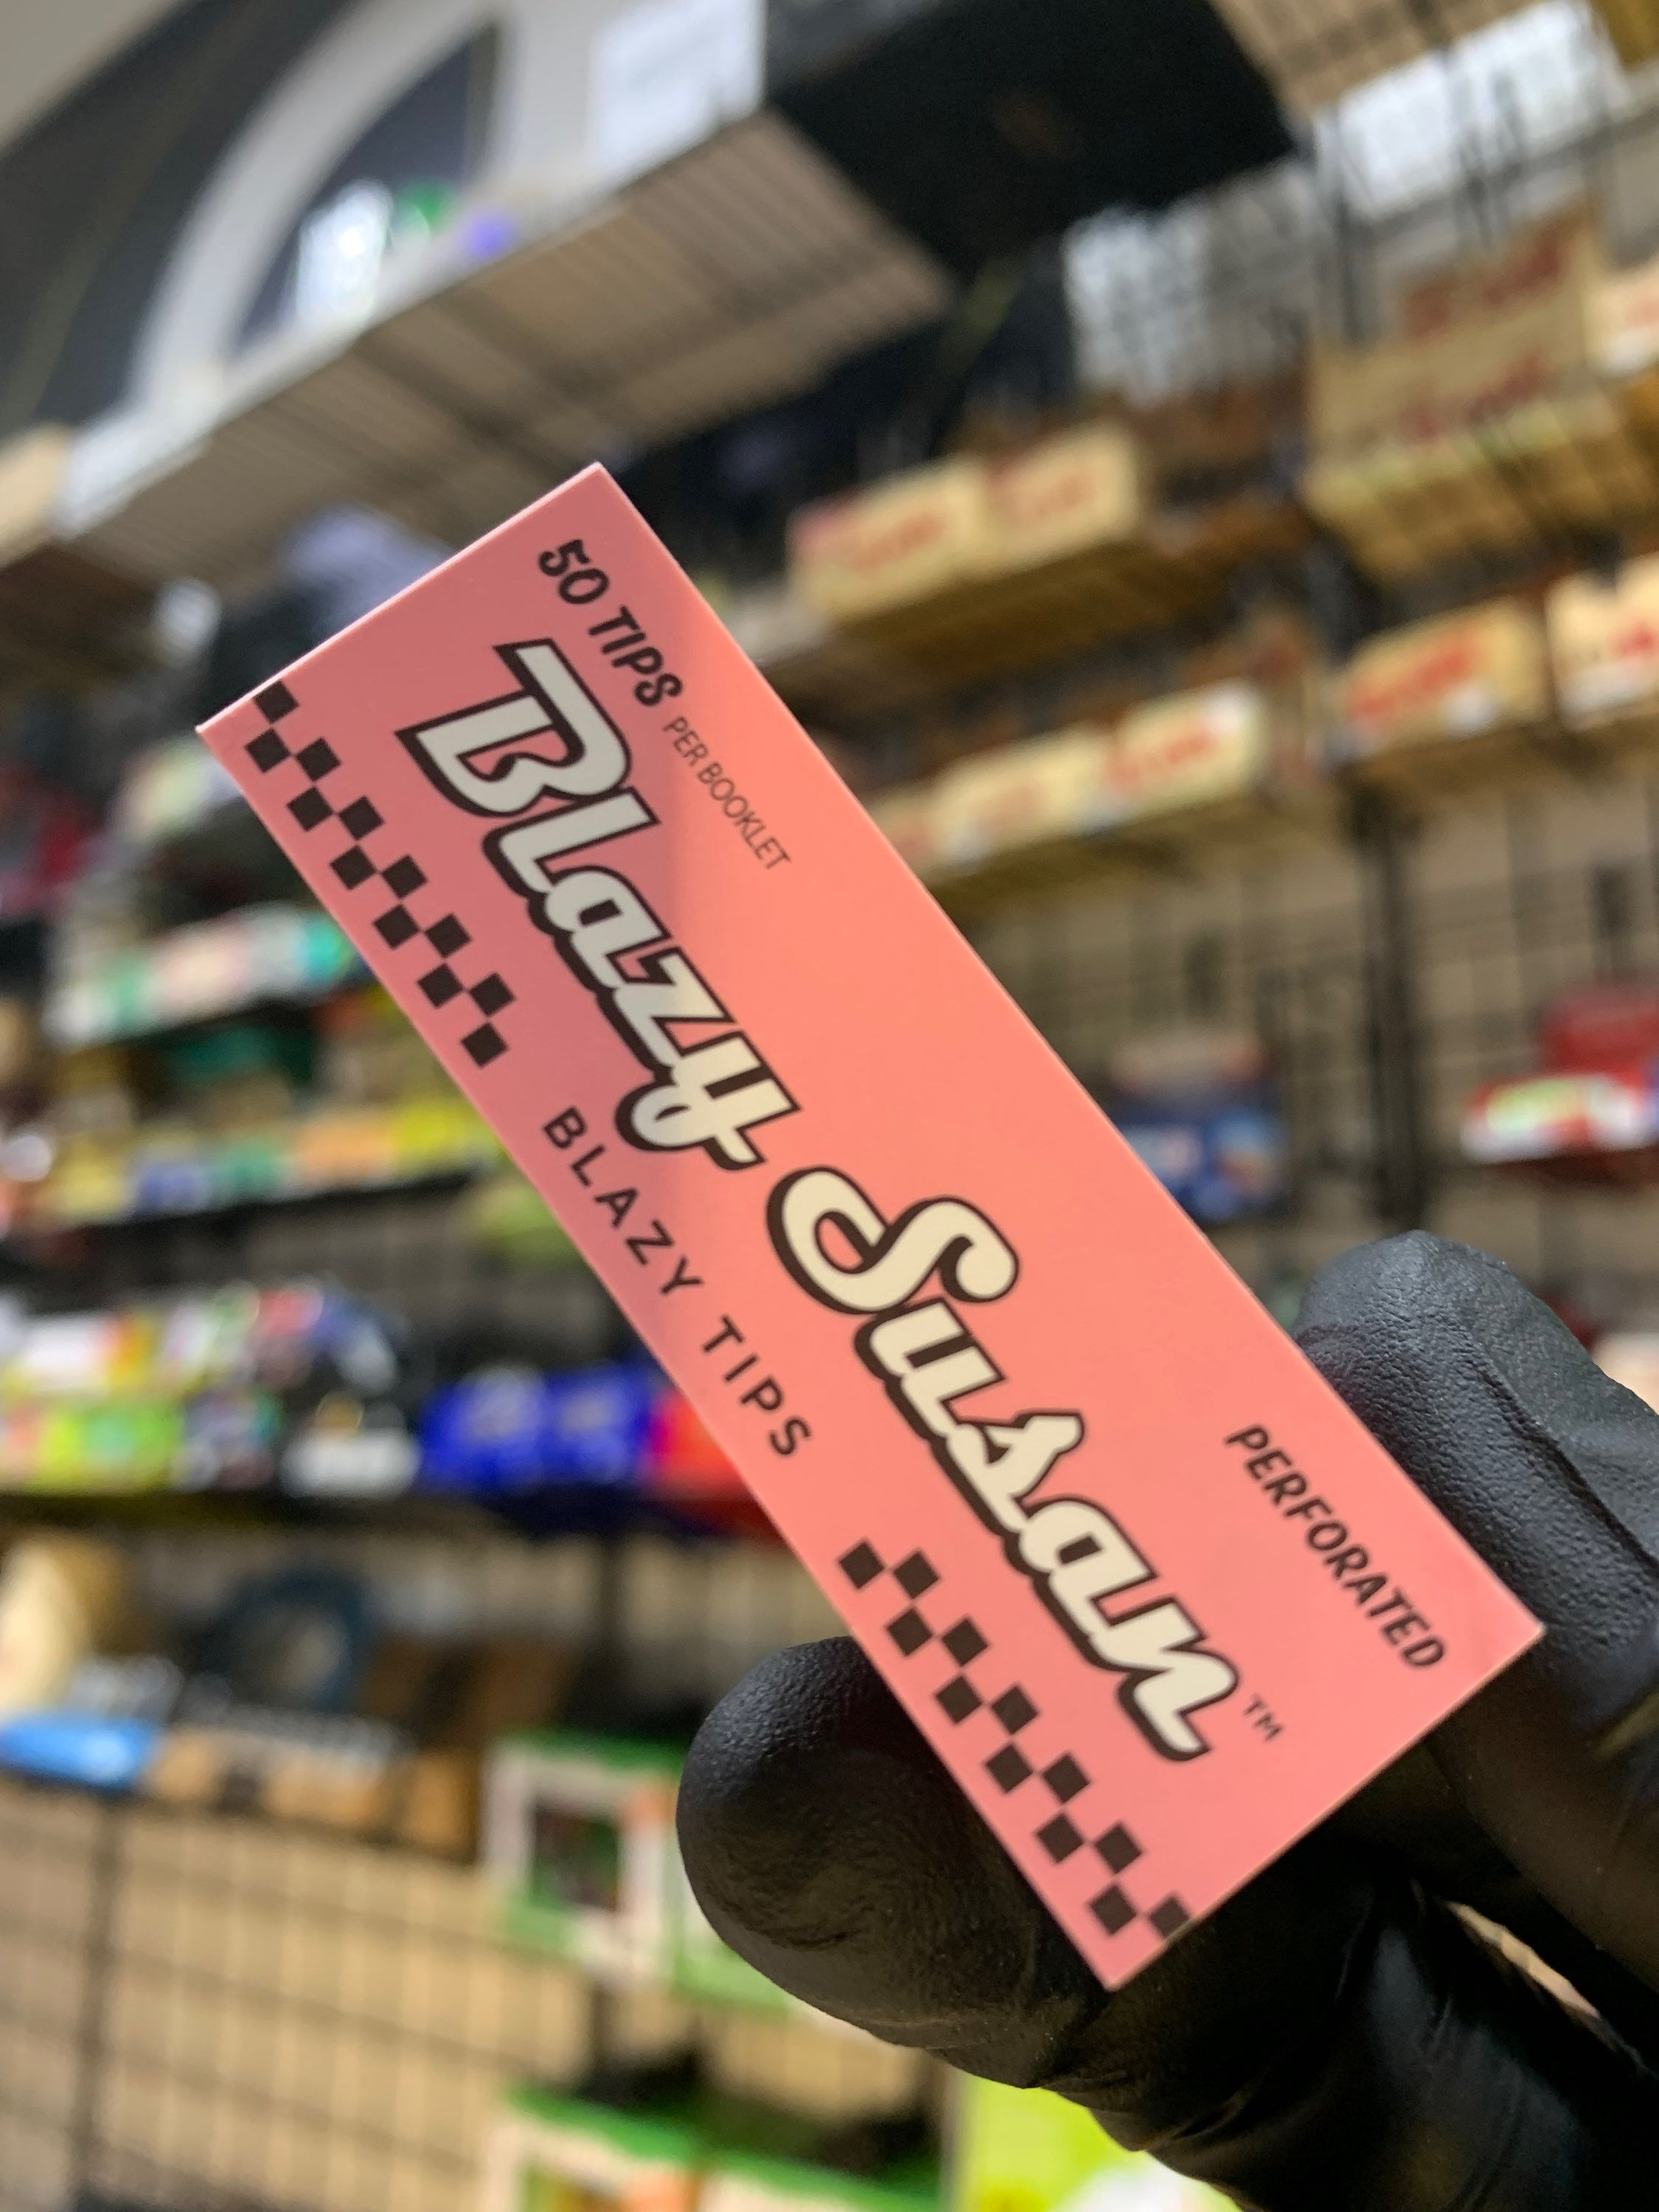 50 TIPS PER BOOKLET
Blazy Susan™
BLAZY TIPS
PERFORATED